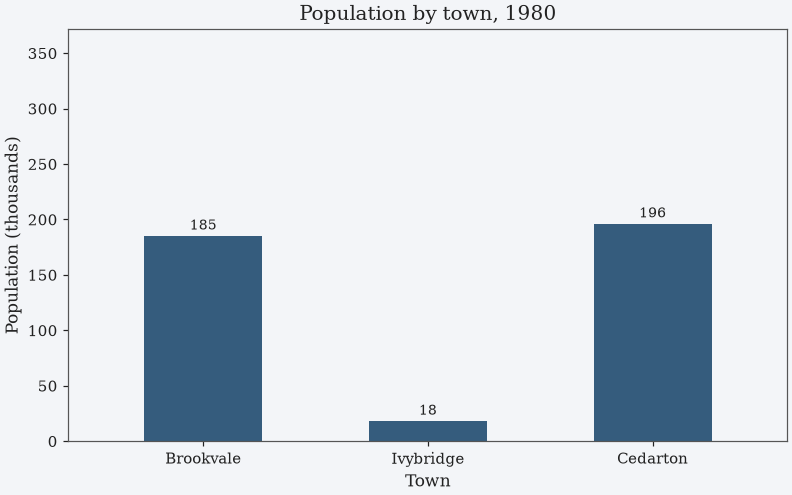 Population by town, 1980
Population (thousands)
350
300
250
200
150
100
50
0
185
18
196
Brookvale
Ivybridge
Cedarton
Town